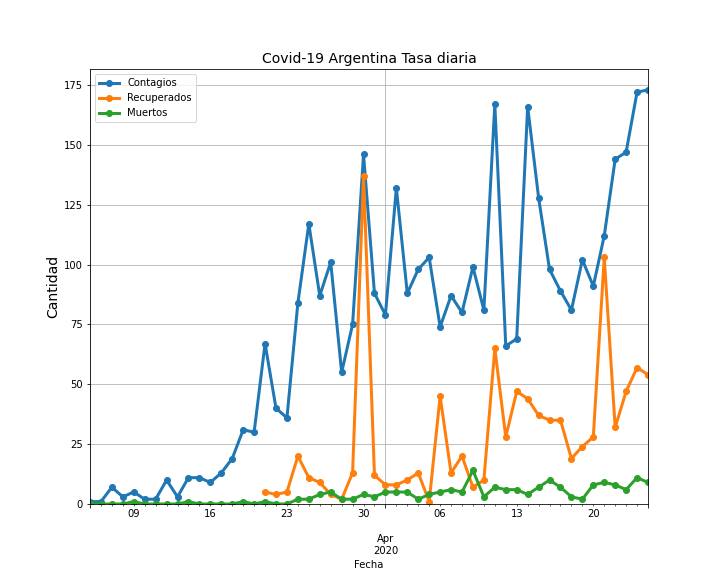 Covid-19 Argentina Tasa diaria
Contagios
Recuperados
Muertos
175
150
125
100
75
50
25
0
Cantidad
09
16
23
30
06
13
20
Apr
2020
Fecha